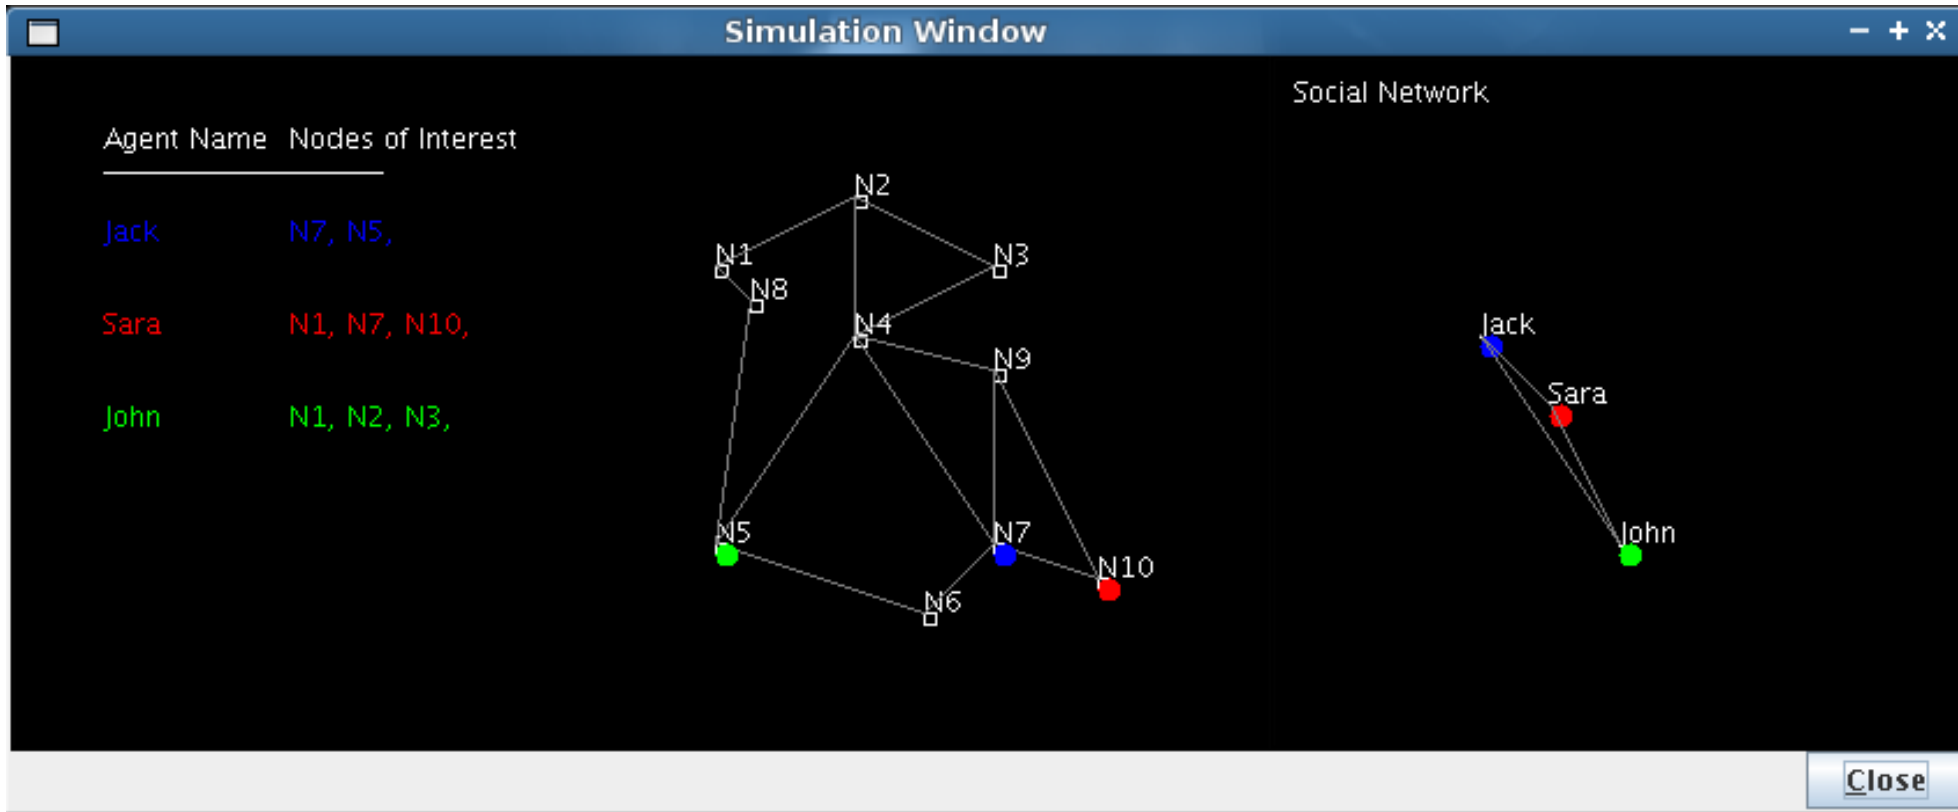 Simulation Window
Social Network
Agent Name Nodes of Interest
Jack N7, N5,
Sara N1, N7, N10,
John N1, N2, N3,
N2
N1
N3
N8
N4
N9
N5
N7
N10
N6
Jack
Sara
John
Close